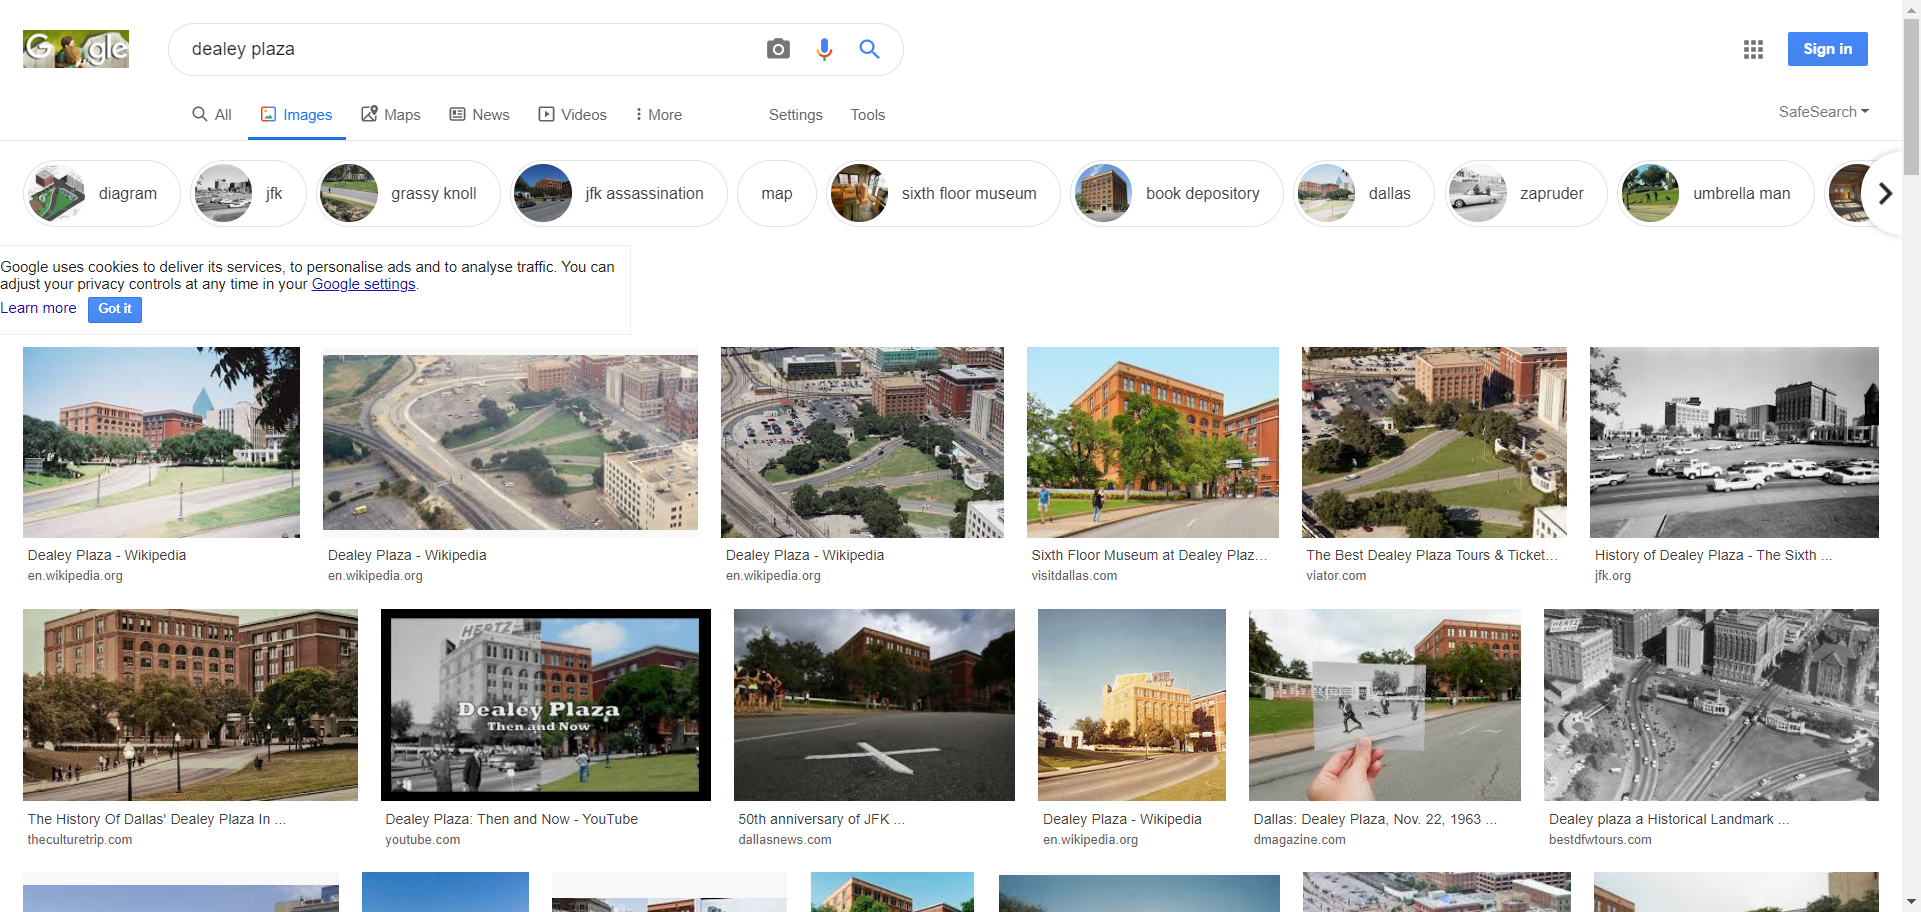 Google
dealey plaza
Sign in
All
Images
Maps
News
Videos
More
Settings
Tools
SafeSearch
diagram
jfk
grassy knoll
jfk assassination
map
sixth floor museum
book depository
dallas
zapruder
umbrella man
Google uses cookies to deliver its services, to personalise ads and to analyse traffic. You can
adjust your privacy controls at any time in your Google settings.
Learn more Got it
Dealey Plaza - Wikipedia
en.wikipedia.org
Dealey Plaza - Wikipedia
en.wikipedia.org
Dealey Plaza - Wikipedia
en.wikipedia.org
Sixth Floor Museum at Dealey Plaz...
visitdallas.com
The Best Dealey Plaza Tours & Ticket...
viator.com
History of Dealey Plaza - The Sixth ...
jfk.org
HERTZ
Dealey Plaza
Then and Now
HERTZ
The History Of Dallas' Dealey Plaza In ...
theculturetrip.com
Dealey Plaza: Then and Now - YouTube
youtube.com
50th anniversary of JFK ...
dallasnews.com
Dealey Plaza - Wikipedia
en.wikipedia.org
Dallas: Dealey Plaza, Nov. 22, 1963 ...
dmagazine.com
Dealey plaza a Historical Landmark ...
bestdfwtours.com